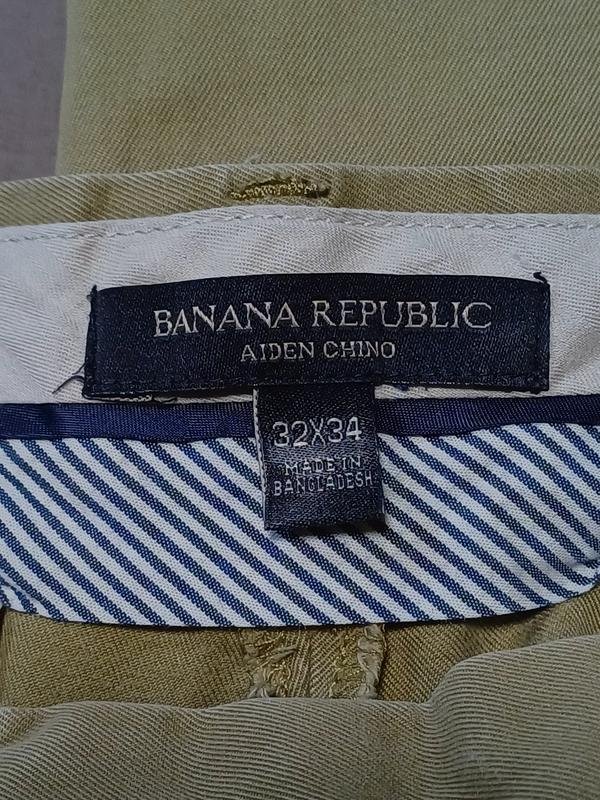 BANANA REPUBLIC
AIDEN CHINO
32X34
MADE IN
BANGLADESH